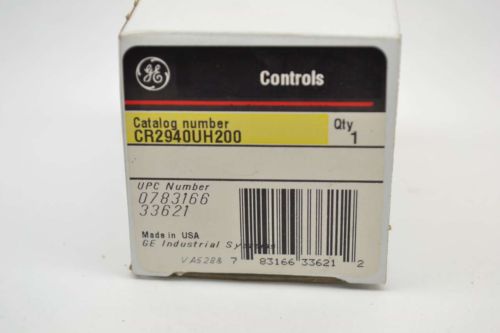 GE
Controls
Catalog number Qty
CR2940UH200 1
UPC Number
0783166
33621
Made in USA
GE Industrial Systems
VA528% 7 83166 33621 2